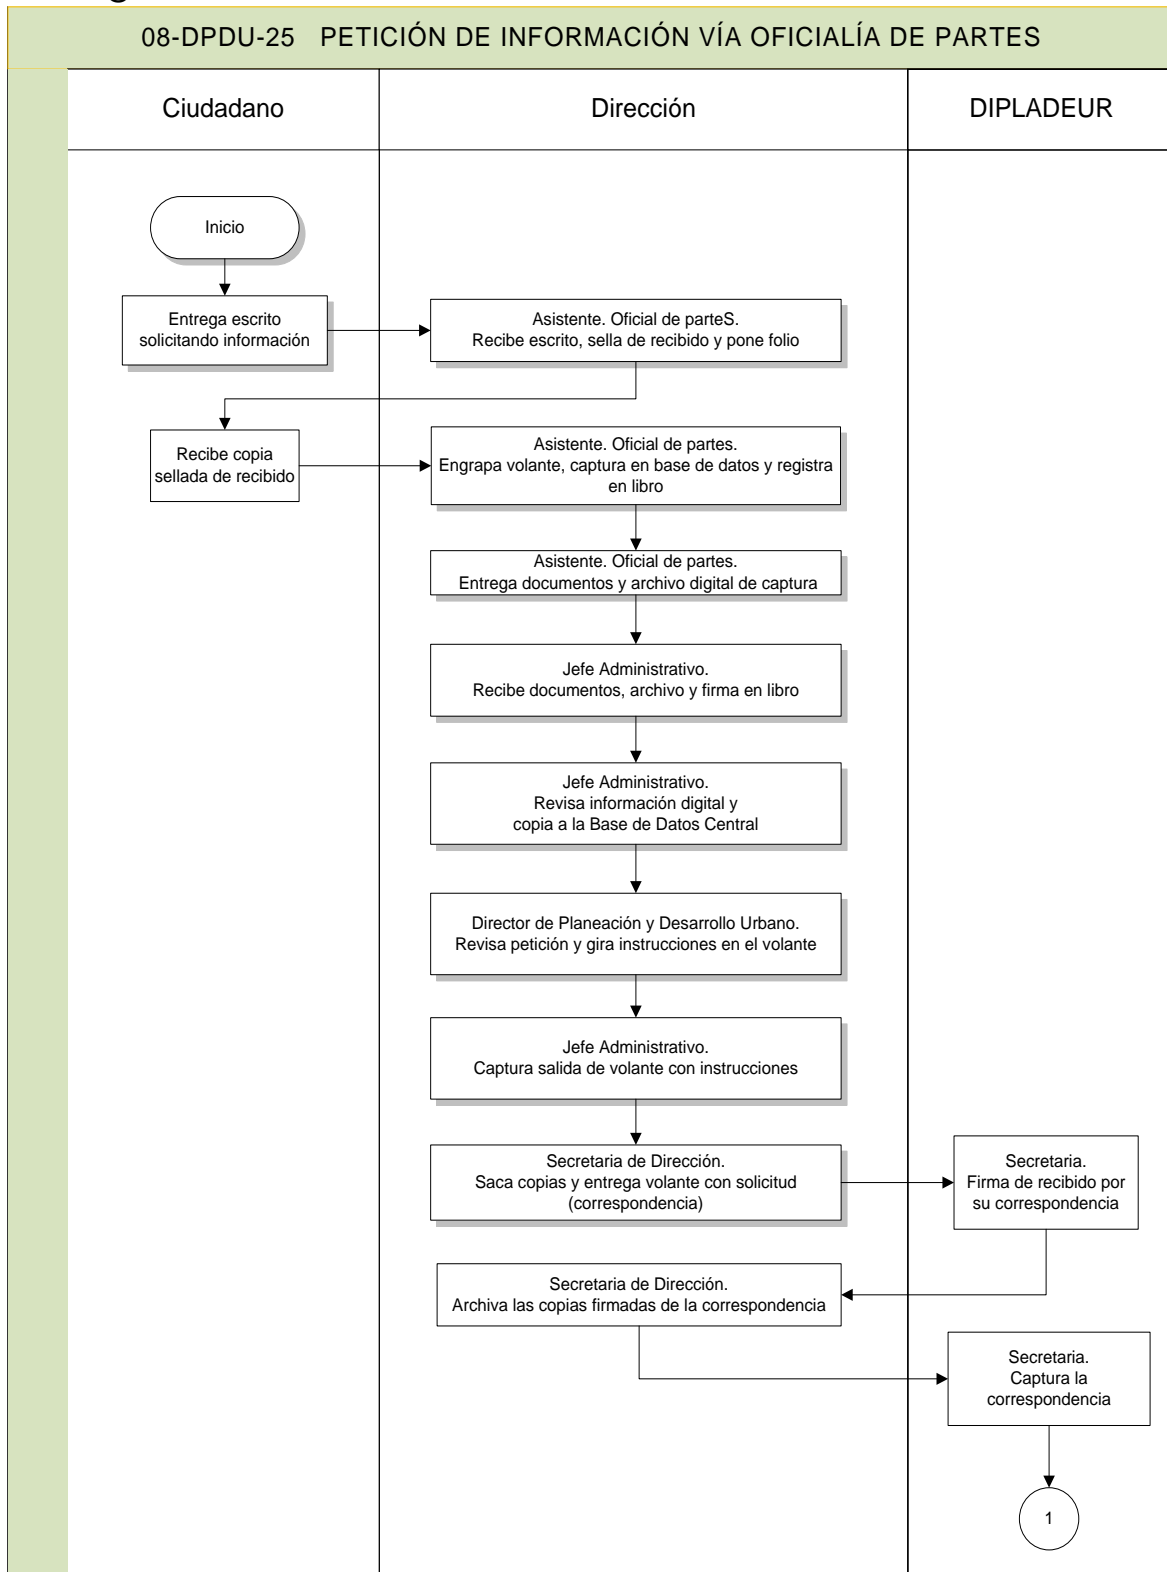 08-DPDU-25 PETICIÓN DE INFORMACIÓN VÍA OFICIALÍA DE PARTES
Ciudadano
Dirección
DIPLADEUR
Inicio
Entrega escrito
solicitando información
Asistente. Oficial de parteS.
Recibe escrito, sella de recibido y pone folio
Recibe copia
sellada de recibido
Asistente. Oficial de partes.
Engrapa volante, captura en base de datos y registra
en libro
Asistente. Oficial de partes.
Entrega documentos y archivo digital de captura
Jefe Administrativo.
Recibe documentos, archivo y firma en libro
Jefe Administrativo.
Revisa información digital y
copia a la Base de Datos Central
Director de Planeación y Desarrollo Urbano.
Revisa petición y gira instrucciones en el volante
Jefe Administrativo.
Captura salida de volante con instrucciones
Secretaria de Dirección.
Saca copias y entrega volante con solicitud
(correspondencia)
Secretaria.
Firma de recibido por
su correspondencia
Secretaria de Dirección.
Archiva las copias firmadas de la correspondencia
Secretaria.
Captura la
correspondencia
1